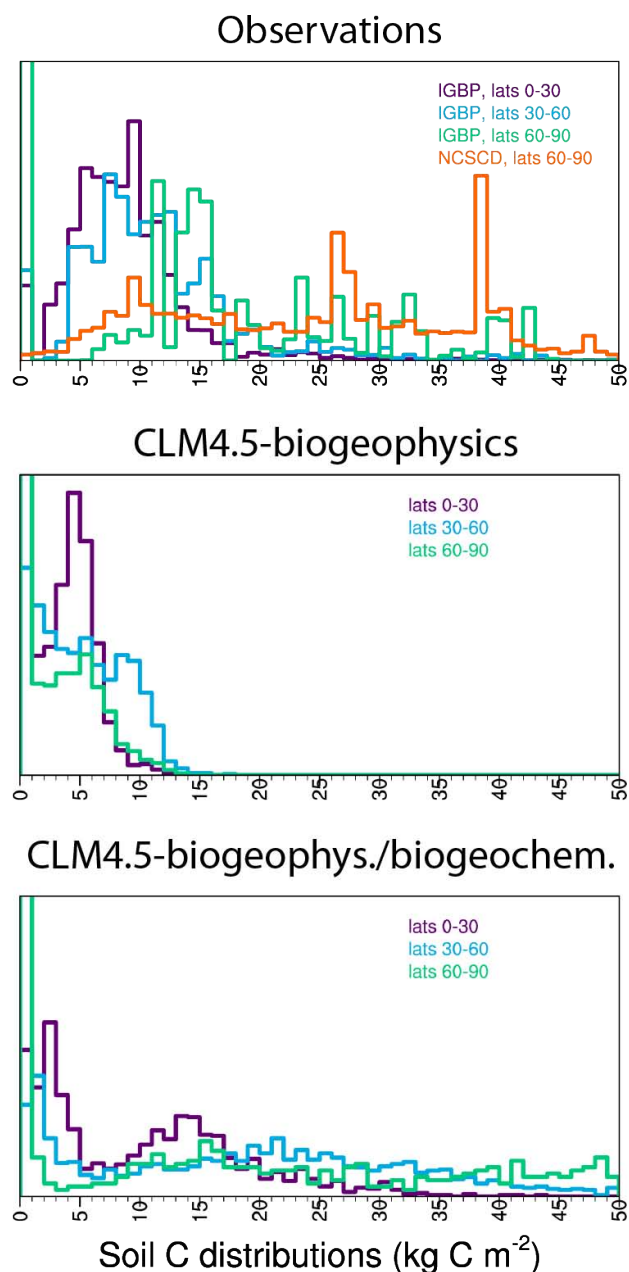 Observations
IGBP, lats 0-30
IGBP, lats 30-60
IGBP, lats 60-90
NCSCD, lats 60-90
0 5 10 15 20 25 30 35 40 45 50
CLM4.5-biogeophysics
lats 0-30
lats 30-60
lats 60-90
0 5 10 15 20 25 30 35 40 45 50
CLM4.5-biogeophys./biogeochem.
lats 0-30
lats 30-60
lats 60-90
0 5 10 15 20 25 30 35 40 45 50
Soil C distributions (kg C m⁻²)